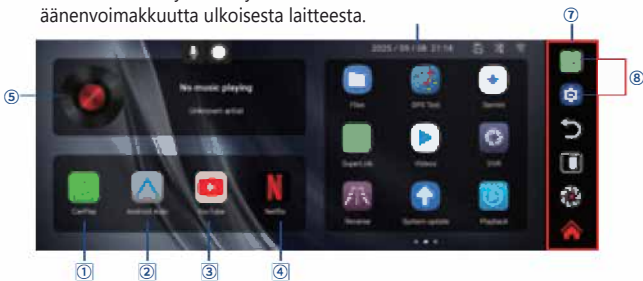 äänenvoimakkuutta ulkoisesta laitteesta.
⑦
2025 / 09 / 08 21:14
⑧
⑤
No music playing
Unknown artist
Files GPS Test Gemini
SuperLink Videos DVR
CarPlay Android Auto YouTube Netflix
Reverse System update Playback
① ② ③ ④